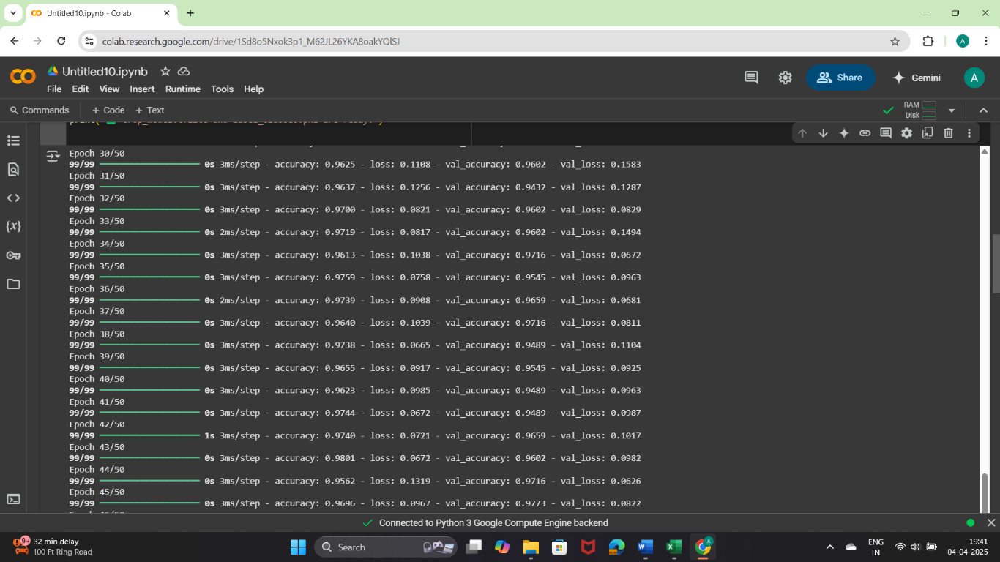 Untitled10.ipynb - Colab
colab.research.google.com/drive/1Sd8o5Nxok3p1_M62JL26YKA8oakYQlSJ
A
Untitled10.ipynb
File Edit View Insert Runtime Tools Help
Share
Gemini
A
Commands + Code + Text
RAM
Disk
Epoch 30/50
99/99 0s 3ms/step - accuracy: 0.9625 - loss: 0.1108 - val_accuracy: 0.9602 - val_loss: 0.1583
Epoch 31/50
99/99 0s 3ms/step - accuracy: 0.9637 - loss: 0.1256 - val_accuracy: 0.9432 - val_loss: 0.1287
Epoch 32/50
99/99 0s 3ms/step - accuracy: 0.9700 - loss: 0.0821 - val_accuracy: 0.9602 - val_loss: 0.0829
Epoch 33/50
99/99 0s 2ms/step - accuracy: 0.9719 - loss: 0.0817 - val_accuracy: 0.9602 - val_loss: 0.1494
Epoch 34/50
99/99 0s 3ms/step - accuracy: 0.9613 - loss: 0.1038 - val_accuracy: 0.9716 - val_loss: 0.0672
Epoch 35/50
99/99 0s 3ms/step - accuracy: 0.9759 - loss: 0.0758 - val_accuracy: 0.9545 - val_loss: 0.0963
Epoch 36/50
99/99 0s 2ms/step - accuracy: 0.9739 - loss: 0.0908 - val_accuracy: 0.9659 - val_loss: 0.0681
Epoch 37/50
99/99 0s 3ms/step - accuracy: 0.9640 - loss: 0.1039 - val_accuracy: 0.9716 - val_loss: 0.0811
Epoch 38/50
99/99 0s 3ms/step - accuracy: 0.9738 - loss: 0.0665 - val_accuracy: 0.9489 - val_loss: 0.1104
Epoch 39/50
99/99 0s 3ms/step - accuracy: 0.9655 - loss: 0.0917 - val_accuracy: 0.9545 - val_loss: 0.0925
Epoch 40/50
99/99 0s 3ms/step - accuracy: 0.9623 - loss: 0.0985 - val_accuracy: 0.9489 - val_loss: 0.0963
Epoch 41/50
99/99 0s 3ms/step - accuracy: 0.9744 - loss: 0.0672 - val_accuracy: 0.9489 - val_loss: 0.0987
Epoch 42/50
99/99 1s 3ms/step - accuracy: 0.9740 - loss: 0.0721 - val_accuracy: 0.9659 - val_loss: 0.1017
Epoch 43/50
99/99 0s 3ms/step - accuracy: 0.9801 - loss: 0.0672 - val_accuracy: 0.9602 - val_loss: 0.0982
Epoch 44/50
99/99 0s 3ms/step - accuracy: 0.9562 - loss: 0.1319 - val_accuracy: 0.9716 - val_loss: 0.0626
Epoch 45/50
99/99 0s 3ms/step - accuracy: 0.9696 - loss: 0.0967 - val_accuracy: 0.9773 - val_loss: 0.0822
Connected to Python 3 Google Compute Engine backend
9+
32 min delay
100 Ft Ring Road
Search
ENG
IN
19:41
04-04-2025